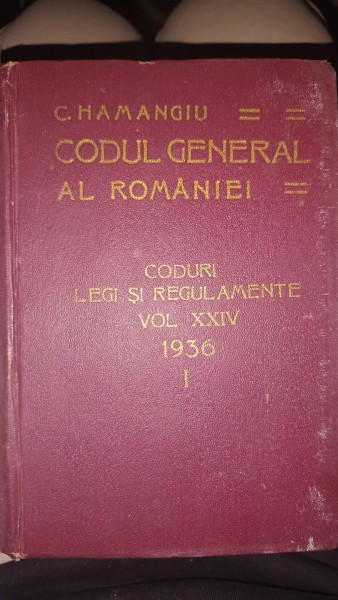 C. HAMANGIU
CODUL GENERAL
AL ROMÂNIEI
CODURI
LEGI ȘI REGULAMENTE
VOL XXIV
1936
I